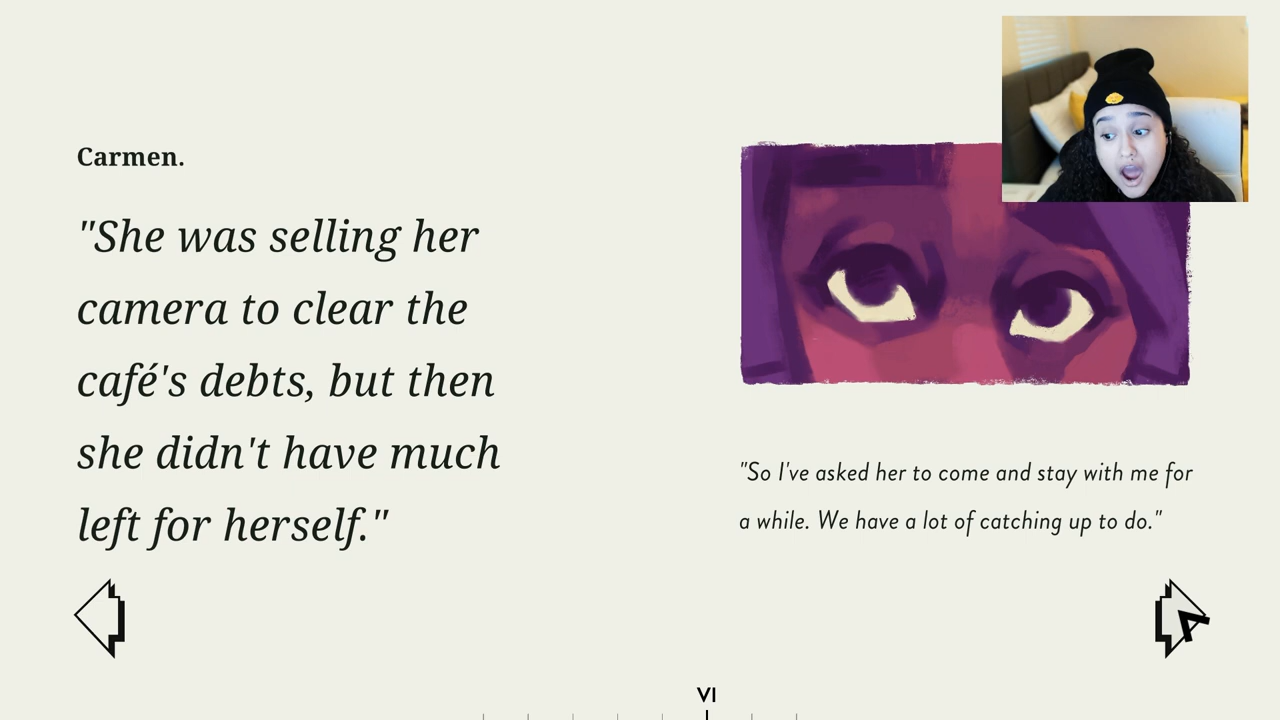 Carmen.
"She was selling her
camera to clear the
café's debts, but then
she didn't have much
left for herself."
"So I've asked her to come and stay with me for
a while. We have a lot of catching up to do."
VI